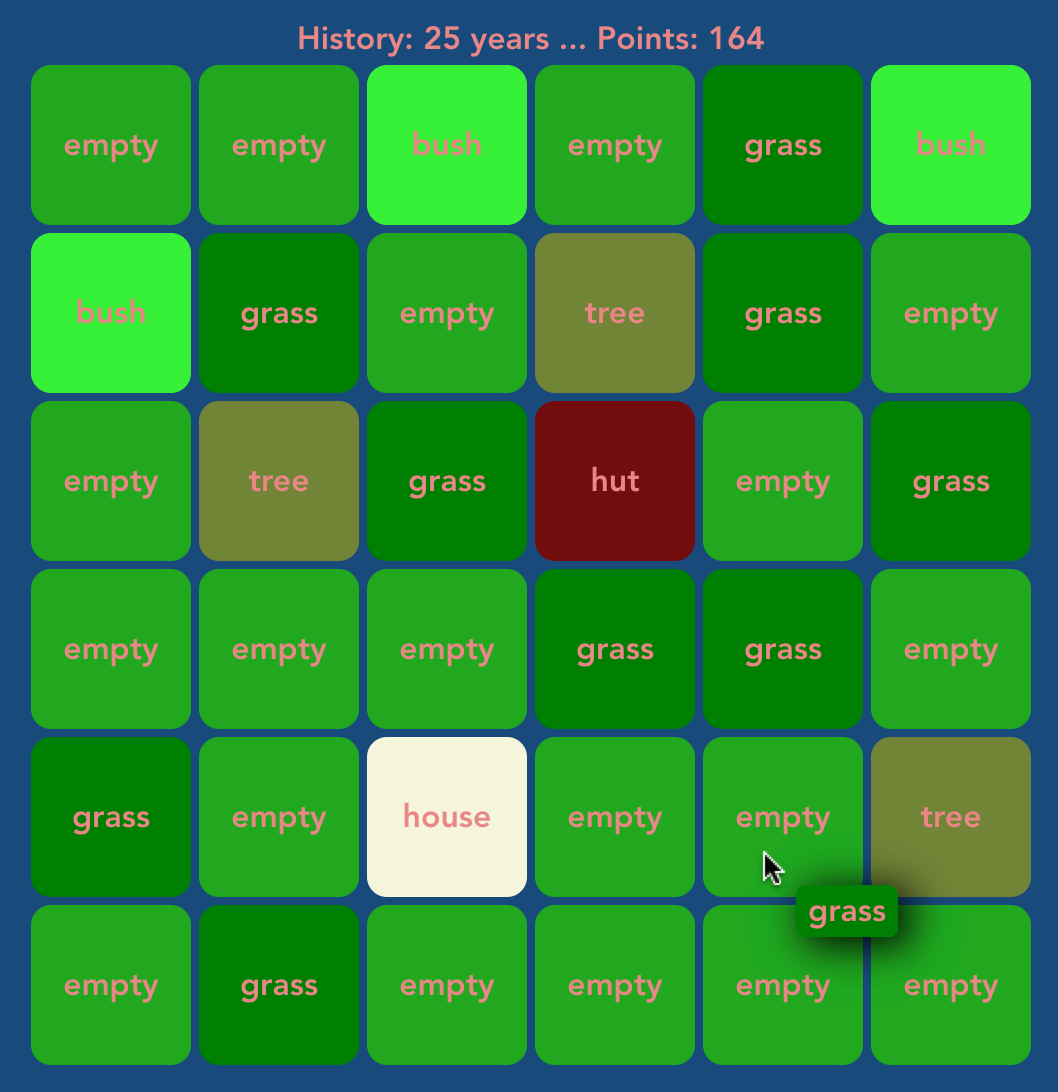 History: 25 years ... Points: 164
empty empty bush empty grass bush
bush grass empty tree grass empty
empty tree grass hut empty grass
empty empty empty grass grass empty
grass empty house empty empty tree
grass
empty grass empty empty empty empty